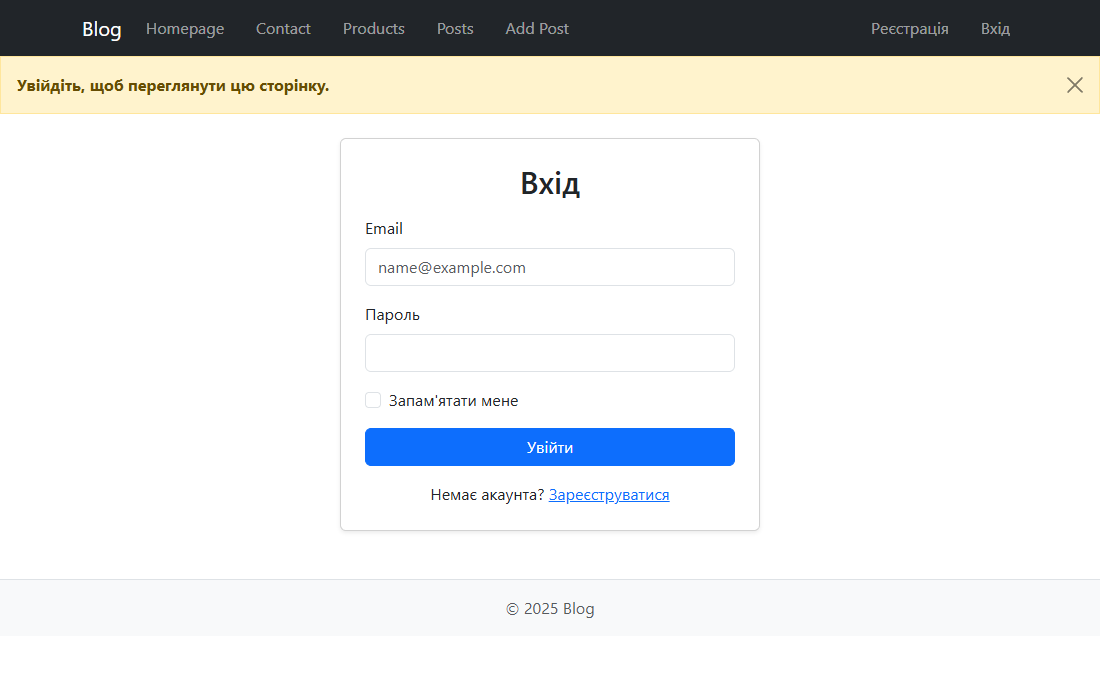 Blog Homepage Contact Products Posts Add Post Реєстрація Вхід
Увійдіть, щоб переглянути цю сторінку.
Вхід
Email
name@example.com
Пароль
Запам'ятати мене
Увійти
Немає акаунта? Зареєструватися
© 2025 Blog